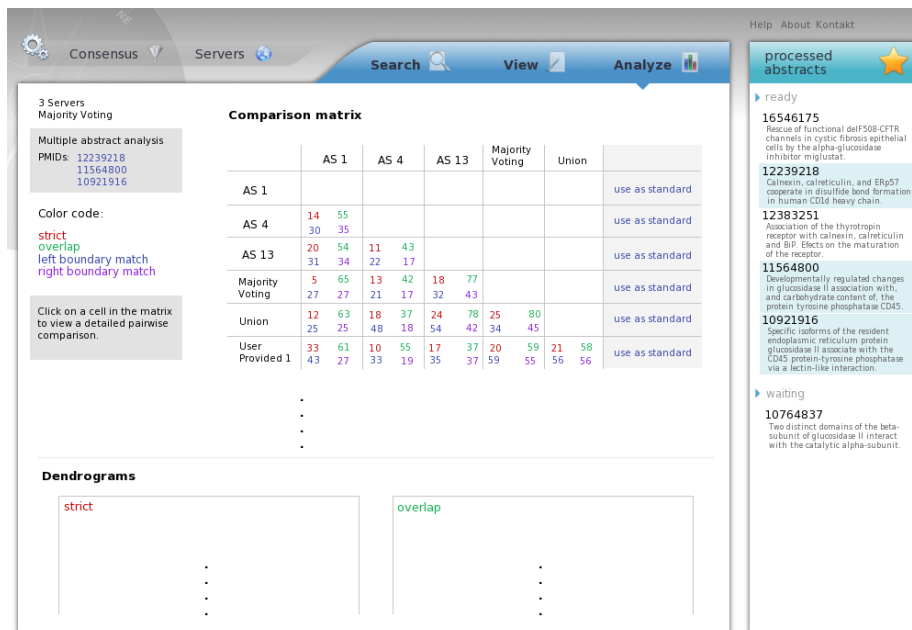 NE
Help About Kontakt
Consensus
Servers
Search
View
Analyze
processed
abstracts
3 Servers
Majority Voting
Multiple abstract analysis
PMIDs: 12239218
11564800
10921916
Color code:
strict
overlap
left boundary match
right boundary match
Click on a cell in the matrix
to view a detailed pairwise
comparison.
Comparison matrix
AS 1 AS 4 AS 13 Majority Voting Union
AS 1 use as standard
AS 4 14 55 use as standard
30 35
AS 13 20 54 11 43 use as standard
31 34 22 17
Majority Voting 5 65 13 42 18 77 use as standard
27 27 21 17 32 43
Union 12 63 18 37 24 78 25 80 use as standard
25 25 48 18 54 42 34 45
User Provided 1 33 61 10 55 17 37 20 59 21 58 use as standard
43 27 33 19 35 37 59 55 56 56
Dendrograms
strict
overlap
ready
16546175
Rescue of functional delF508-CFTR
channels in cystic fibrosis epithelial
cells by the alpha-glucosidase
inhibitor miglustat.
12239218
Calnexin, calreticulin, and ERp57
cooperate in disulfide bond formation
in human CD1d heavy chain.
12383251
Association of the thyrotropin
receptor with calnexin, calreticulin
and BiP. Efects on the maturation
of the receptor.
11564800
Developmentally regulated changes
in glucosidase II association with,
and carbohydrate content of, the
protein tyrosine phosphatase CD45.
10921916
Specific isoforms of the resident
endoplasmic reticulum protein
glucosidase II associate with the
CD45 protein-tyrosine phosphatase
via a lectin-like interaction.
waiting
10764837
Two distinct domains of the beta-
subunit of glucosidase II interact
with the catalytic alpha-subunit.